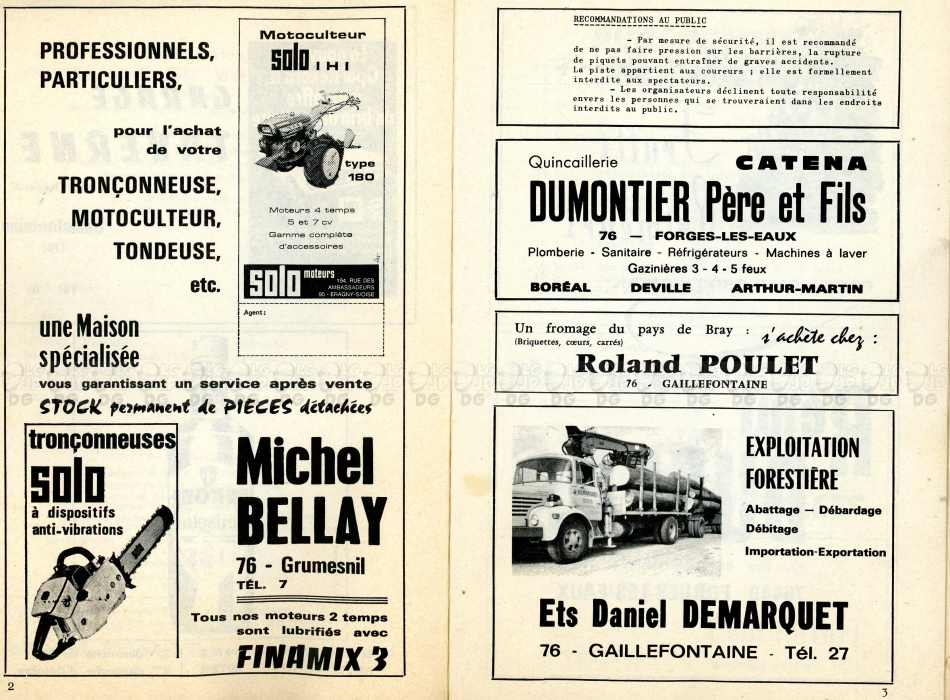 PROFESSIONNELS,
PARTICULIERS,
pour l'achat
de votre
TRONÇONNEUSE,
MOTOCULTEUR,
TONDEUSE,
etc.
une Maison
spécialisée
vous garantissant un service après vente
STOCK permanent de PIECES détachées
Motoculteur
solo
type
180
Moteurs 4 temps
5 et 7 cv
Gamme complète
d'accessoires
solo moteurs
194, RUE DES
AMBASSADEURS
95 - ERAGNY-S/OISE
Agent :
tronçonneuses
solo
à dispositifs
anti-vibrations
Michel
BELLAY
76 - Grumesnil
TÉL. 7
Tous nos moteurs 2 temps
sont lubrifiés avec
FINAMIX 3
2
RECOMMANDATIONS AU PUBLIC
- Par mesure de sécurité, il est recommandé
de ne pas faire pression sur les barrières, la rupture
de piquets pouvant entraîner de graves accidents.
La piste appartient aux coureurs ; elle est formellement
interdite aux spectateurs.
- Les organisateurs déclinent toute responsabilité
envers les personnes qui se trouveraient dans les endroits
interdits au public.
Quincaillerie CATENA
DUMONTIER Père et Fils
76 — FORGES-LES-EAUX
Plomberie - Sanitaire - Réfrigérateurs - Machines à laver
Gazinières 3 - 4 - 5 feux
BORÉAL DEVILLE ARTHUR-MARTIN
Un fromage du pays de Bray : s'achète chez :
(Briquettes, cœurs, carrés)
Roland POULET
76 - GAILLEFONTAINE
EXPLOITATION
FORESTIÈRE
Abattage — Débardage
Débitage
Importation-Exportation
Ets Daniel DEMARQUET
76 - GAILLEFONTAINE - Tél. 27
3